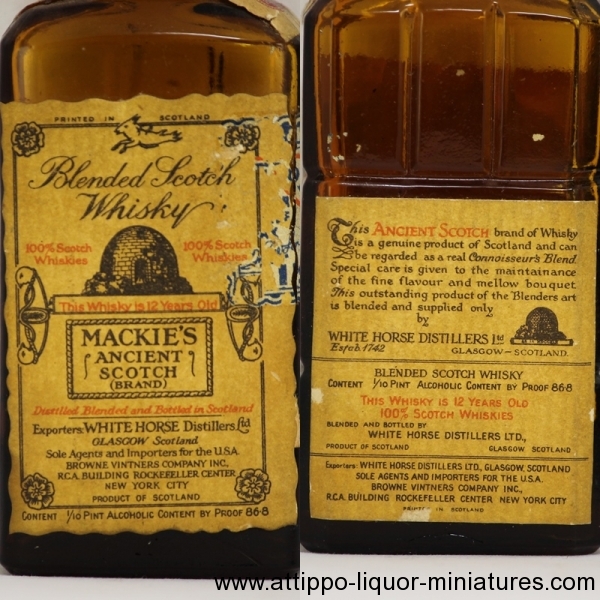 PRINTED IN SCOTLAND
Blended Scotch
Whisky
100% Scotch Whiskies
100% Scotch Whiskies
This Whisky is 12 Years Old
MACKIE'S
ANCIENT
SCOTCH
(BRAND)
Distilled Blended and Bottled in Scotland
Exporters: WHITE HORSE Distillers, Ltd
GLASGOW Scotland
Sole Agents and Importers for the U.S.A.
BROWNE VINTNERS COMPANY INC,
R.C.A. BUILDING ROCKEFELLER CENTER
NEW YORK CITY
PRODUCT OF SCOTLAND
CONTENT 1/10 PINT ALCOHOLIC CONTENT BY PROOF 86·8
This ANCIENT SCOTCH brand of Whisky
is a genuine product of Scotland and can
be regarded as a real Connoisseur's Blend.
Special care is given to the maintainance
of the fine flavour and mellow bouquet.
This outstanding product of the Blenders art
is blended and supplied only
by
WHITE HORSE DISTILLERS Ltd
Estab. 1742
GLASGOW - SCOTLAND.
BLENDED SCOTCH WHISKY
CONTENT 1/10 PINT ALCOHOLIC CONTENT BY PROOF 86·8
THIS WHISKY IS 12 YEARS OLD
100% SCOTCH WHISKIES
BLENDED AND BOTTLED BY
WHITE HORSE DISTILLERS LTD.,
PRODUCT OF SCOTLAND GLASGOW SCOTLAND
Exporters: WHITE HORSE DISTILLERS LTD, GLASGOW, SCOTLAND
SOLE AGENTS AND IMPORTERS FOR THE U.S.A.
BROWNE VINTNERS COMPANY INC.,
R.C.A. BUILDING ROCKEFELLER CENTER NEW YORK CITY
PRINTED IN SCOTLAND
www.attippo-liquor-miniatures.com